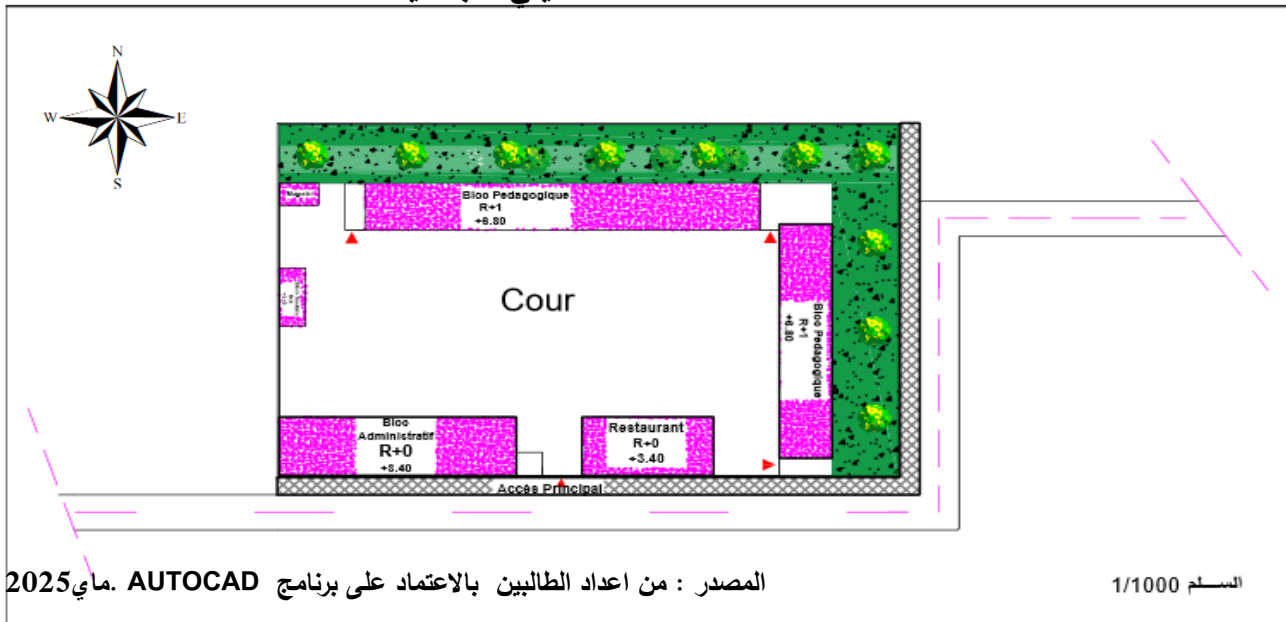 N
W E
S
Bloc Pedagogique
R+1
+6.80
Cour
Bloc Pedagogique
R+1
+6.80
Bloc
Administratif
R+0
+3.40
Restaurant
R+0
+3.40
Accès Principal
المصدر : من اعداد الطالبين بالاعتماد على برنامج AUTOCAD .ماي2025
السلم 1/1000